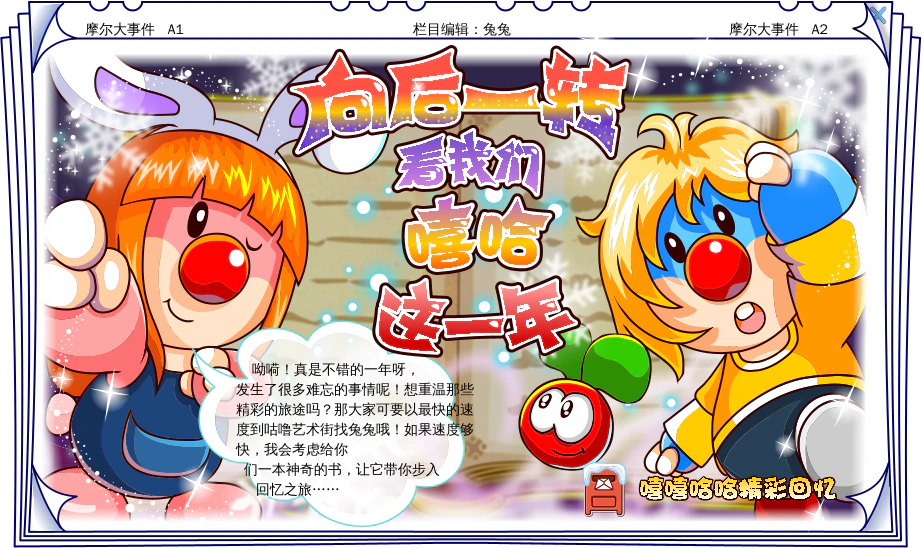 摩尔大事件 A1
栏目编辑：兔兔
摩尔大事件 A2
向后一转
看我们
嘻哈
这一年
呦嗬！真是不错的一年呀，
发生了很多难忘的事情呢！想重温那些
精彩的旅途吗？那大家可要以最快的速
度到咕噜艺术街找兔兔哦！如果速度够
快，我会考虑给你
们一本神奇的书，让它带你步入
回忆之旅······
嘻嘻哈哈精彩回忆